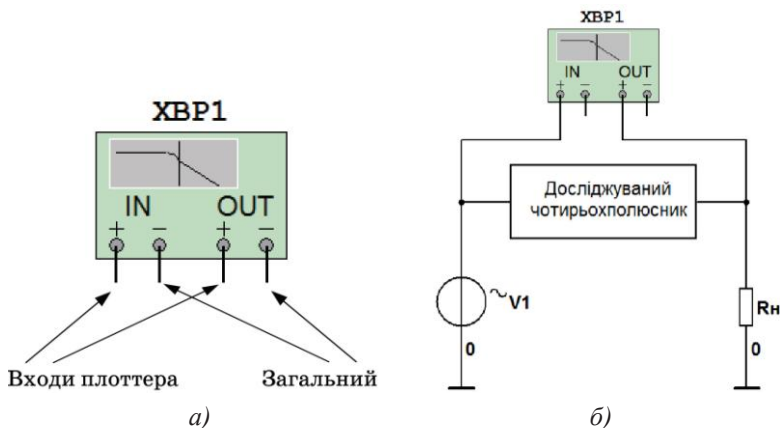 XBP1
IN OUT
+ − + −
Входи плоттера
Загальний
а)
XBP1
IN OUT
+ − + −
Досліджуваний
чотирьохполюсник
~V1
0
Rн
0
б)